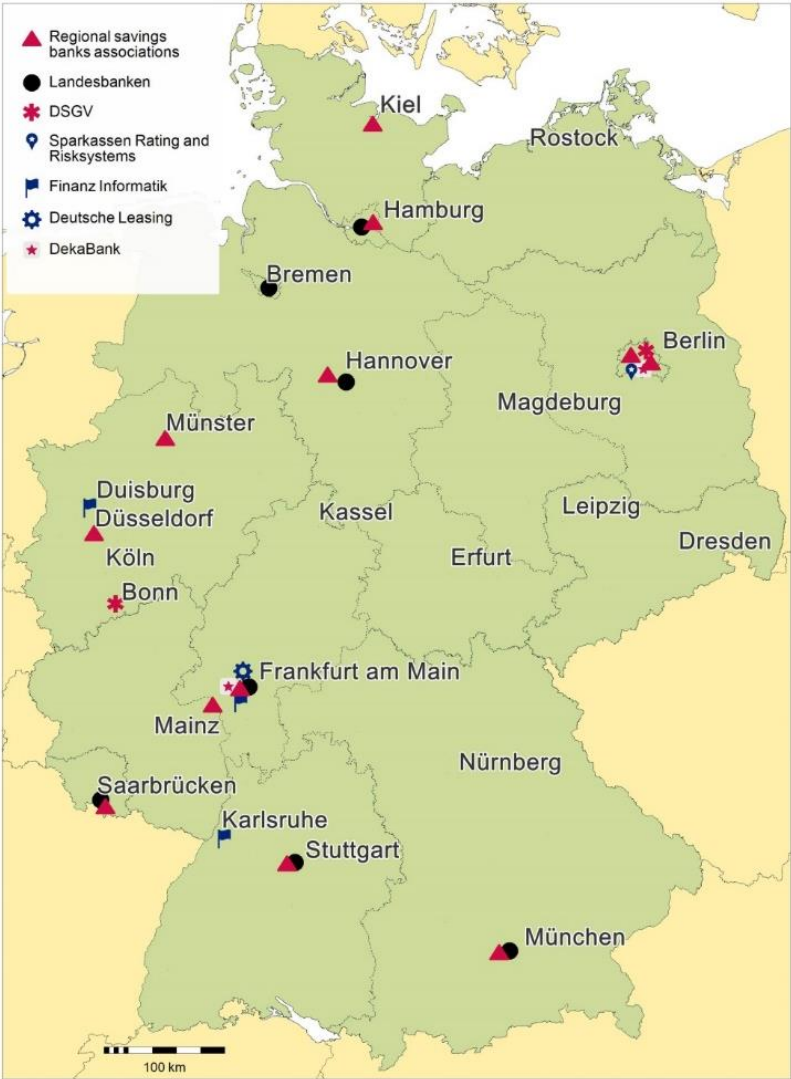 Regional savings
banks associations
Landesbanken
DSGV
Sparkassen Rating and
Risksystems
Finanz Informatik
Deutsche Leasing
DekaBank
Kiel
Rostock
Hamburg
Bremen
Berlin
Hannover
Magdeburg
Münster
Duisburg
Kassel
Leipzig
Düsseldorf
Dresden
Köln
Erfurt
Bonn
Frankfurt am Main
Mainz
Nürnberg
Saarbrücken
Karlsruhe
Stuttgart
München
100 km